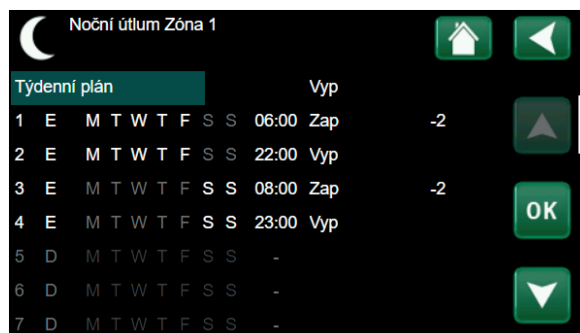 Noční útlum Zóna 1
Týdenní plán Vyp
1 E M T W T F S S 06:00 Zap -2
2 E M T W T F S S 22:00 Vyp
3 E M T W T F S S 08:00 Zap -2
4 E M T W T F S S 23:00 Vyp
5 D M T W T F S S -
6 D M T W T F S S -
7 D M T W T F S S -
OK